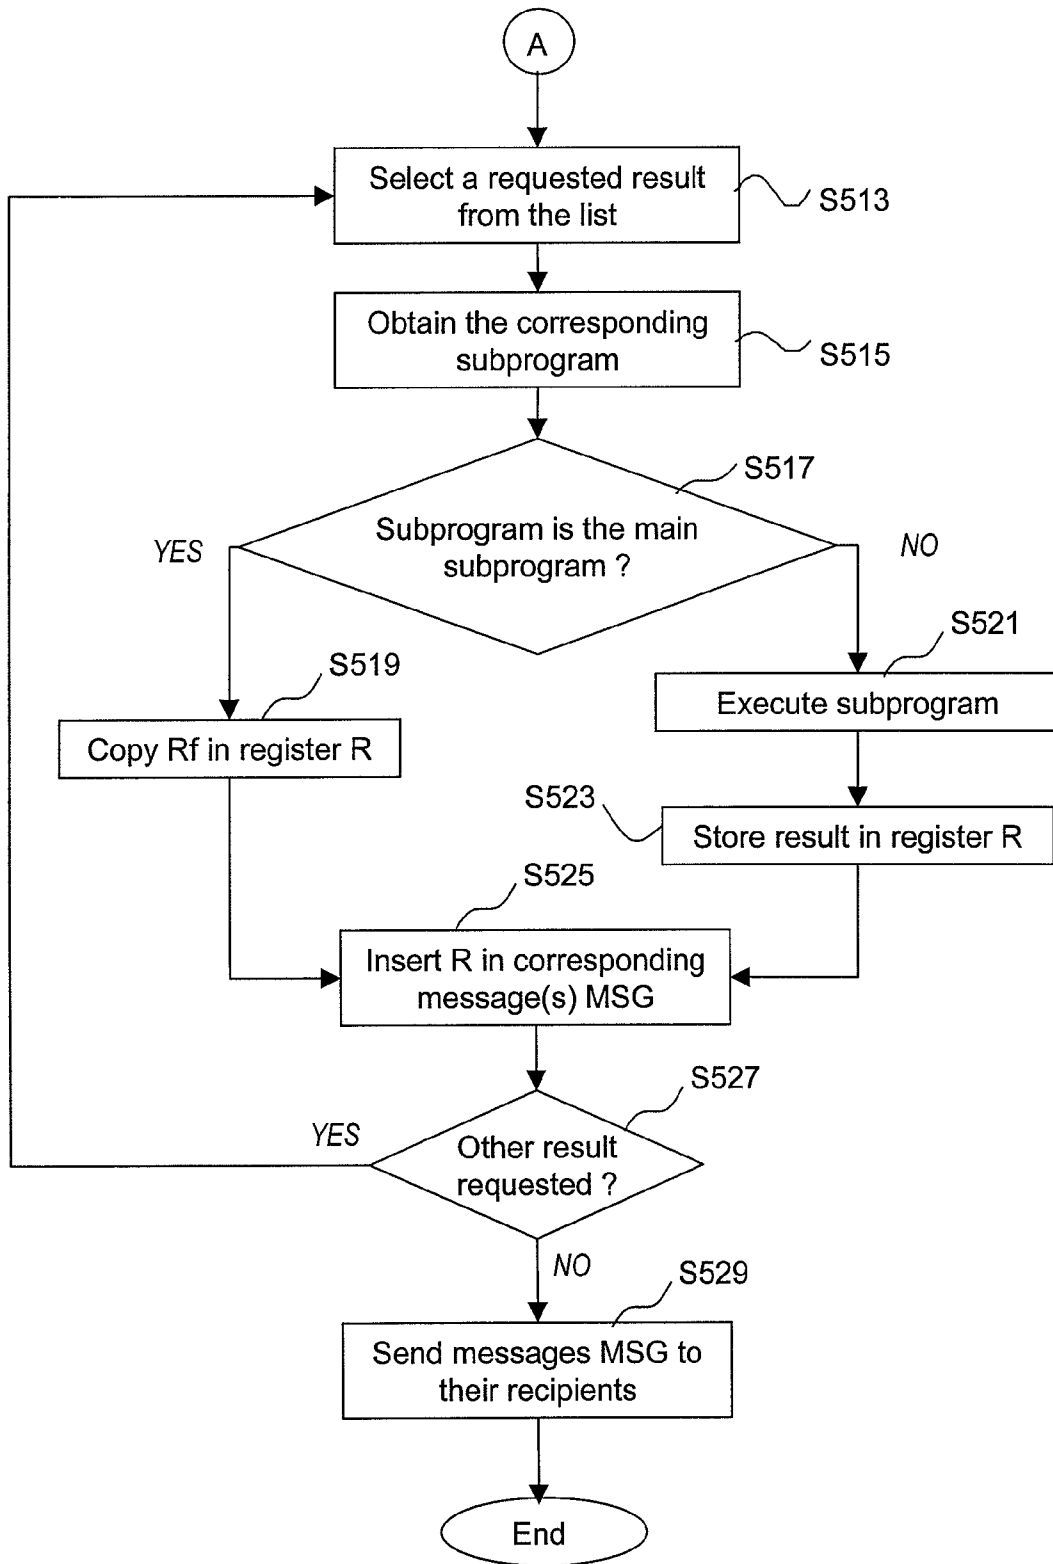 A
Select a requested result
from the list
S513
Obtain the corresponding
subprogram
S515
S517
Subprogram is the main
subprogram ?
YES
NO
S519
Copy Rf in register R
S521
Execute subprogram
S523
Store result in register R
S525
Insert R in corresponding
message(s) MSG
S527
Other result
requested ?
YES
NO
S529
Send messages MSG to
their recipients
End